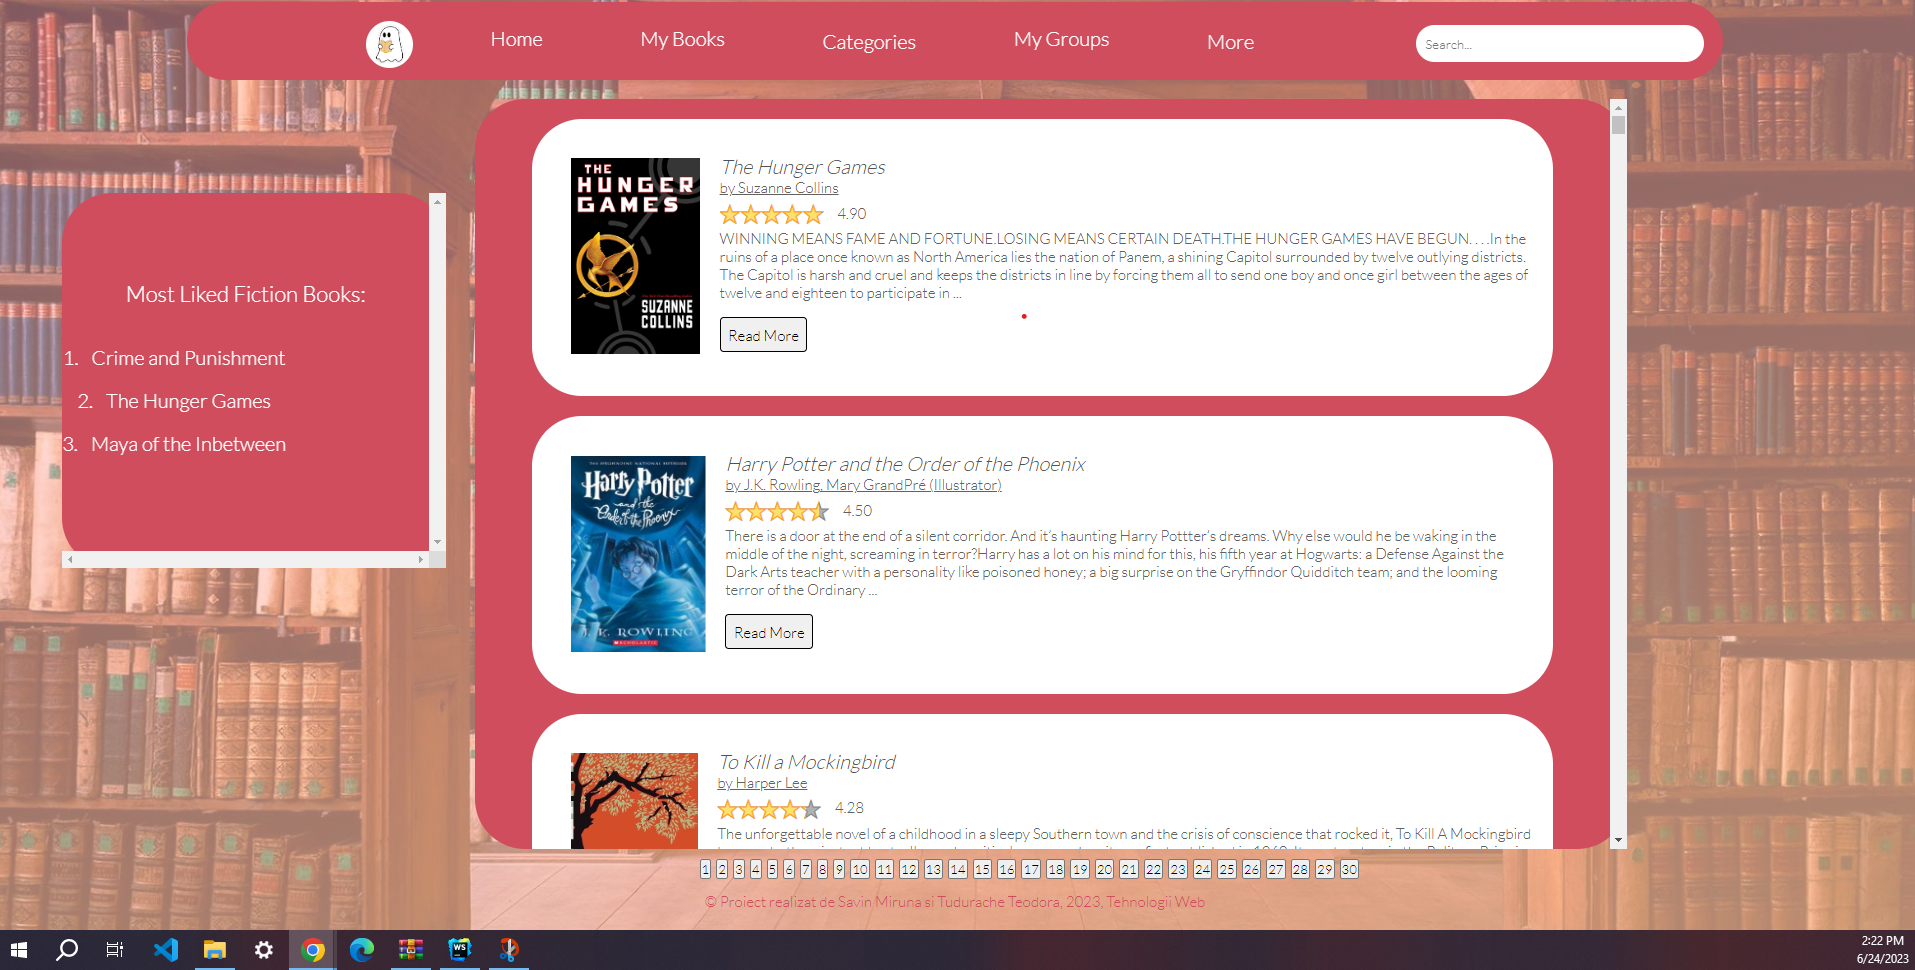 Home
My Books
Categories
My Groups
More
Search...
Most Liked Fiction Books:
1. Crime and Punishment
2. The Hunger Games
3. Maya of the Inbetween
THE
HUNGER
GAMES
SUZANNE
COLLINS
The Hunger Games
by Suzanne Collins
4.90
WINNING MEANS FAME AND FORTUNE.LOSING MEANS CERTAIN DEATH.THE HUNGER GAMES HAVE BEGUN. . . .In the
ruins of a place once known as North America lies the nation of Panem, a shining Capitol surrounded by twelve outlying districts.
The Capitol is harsh and cruel and keeps the districts in line by forcing them all to send one boy and once girl between the ages of
twelve and eighteen to participate in ...
Read More
Harry Potter
and the
Order of the Phoenix
J. K. ROWLING
SCHOLASTIC
Harry Potter and the Order of the Phoenix
by J.K. Rowling, Mary GrandPré (Illustrator)
4.50
There is a door at the end of a silent corridor. And it’s haunting Harry Pottter’s dreams. Why else would he be waking in the
middle of the night, screaming in terror?Harry has a lot on his mind for this, his fifth year at Hogwarts: a Defense Against the
Dark Arts teacher with a personality like poisoned honey; a big surprise on the Gryffindor Quidditch team; and the looming
terror of the Ordinary ...
Read More
To Kill a Mockingbird
by Harper Lee
4.28
The unforgettable novel of a childhood in a sleepy Southern town and the crisis of conscience that rocked it, To Kill A Mockingbird
1 2 3 4 5 6 7 8 9 10 11 12 13 14 15 16 17 18 19 20 21 22 23 24 25 26 27 28 29 30
© Proiect realizat de Savin Miruna si Tudurache Teodora, 2023, Tehnologii Web
WS
2:22 PM
6/24/2023